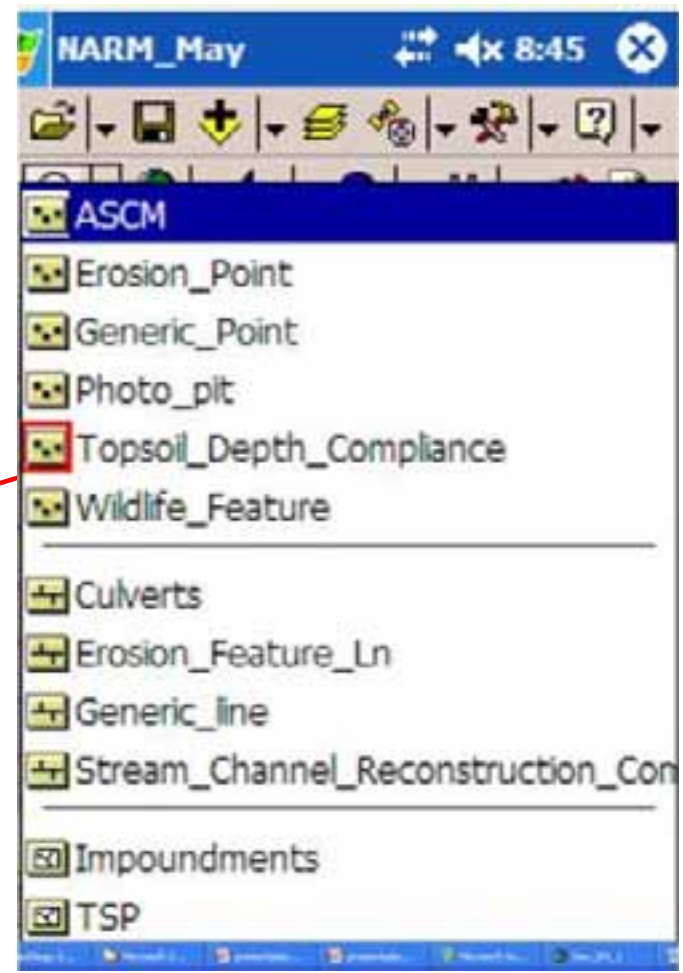 NARM_May 8:45
ASCM
Erosion_Point
Generic_Point
Photo_pit
Topsoil_Depth_Compliance
Wildlife_Feature
Culverts
Erosion_Feature_Ln
Generic_line
Stream_Channel_Reconstruction_Con
Impoundments
TSP